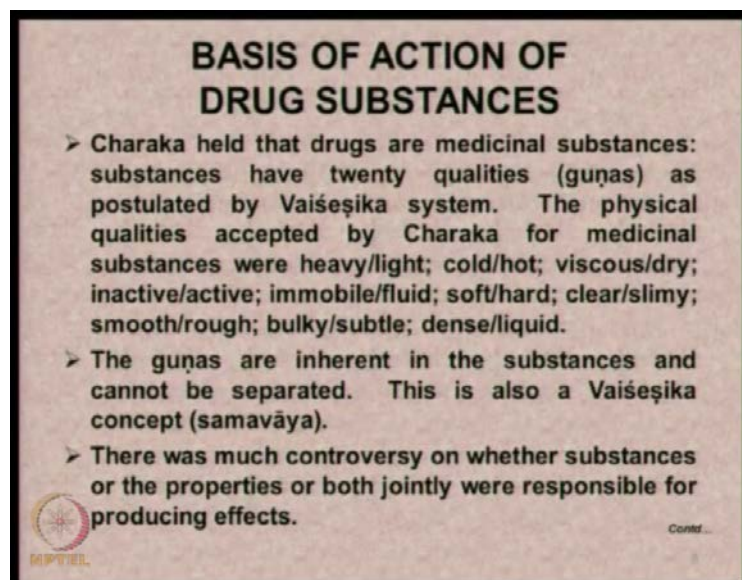 BASIS OF ACTION OF
DRUG SUBSTANCES
➢ Charaka held that drugs are medicinal substances:
substances have twenty qualities (guṇas) as
postulated by Vaiśeṣika system. The physical
qualities accepted by Charaka for medicinal
substances were heavy/light; cold/hot; viscous/dry;
inactive/active; immobile/fluid; soft/hard; clear/slimy;
smooth/rough; bulky/subtle; dense/liquid.
➢ The guṇas are inherent in the substances and
cannot be separated. This is also a Vaiśeṣika
concept (samavāya).
➢ There was much controversy on whether substances
or the properties or both jointly were responsible for
producing effects.
Contd...
NPTEL